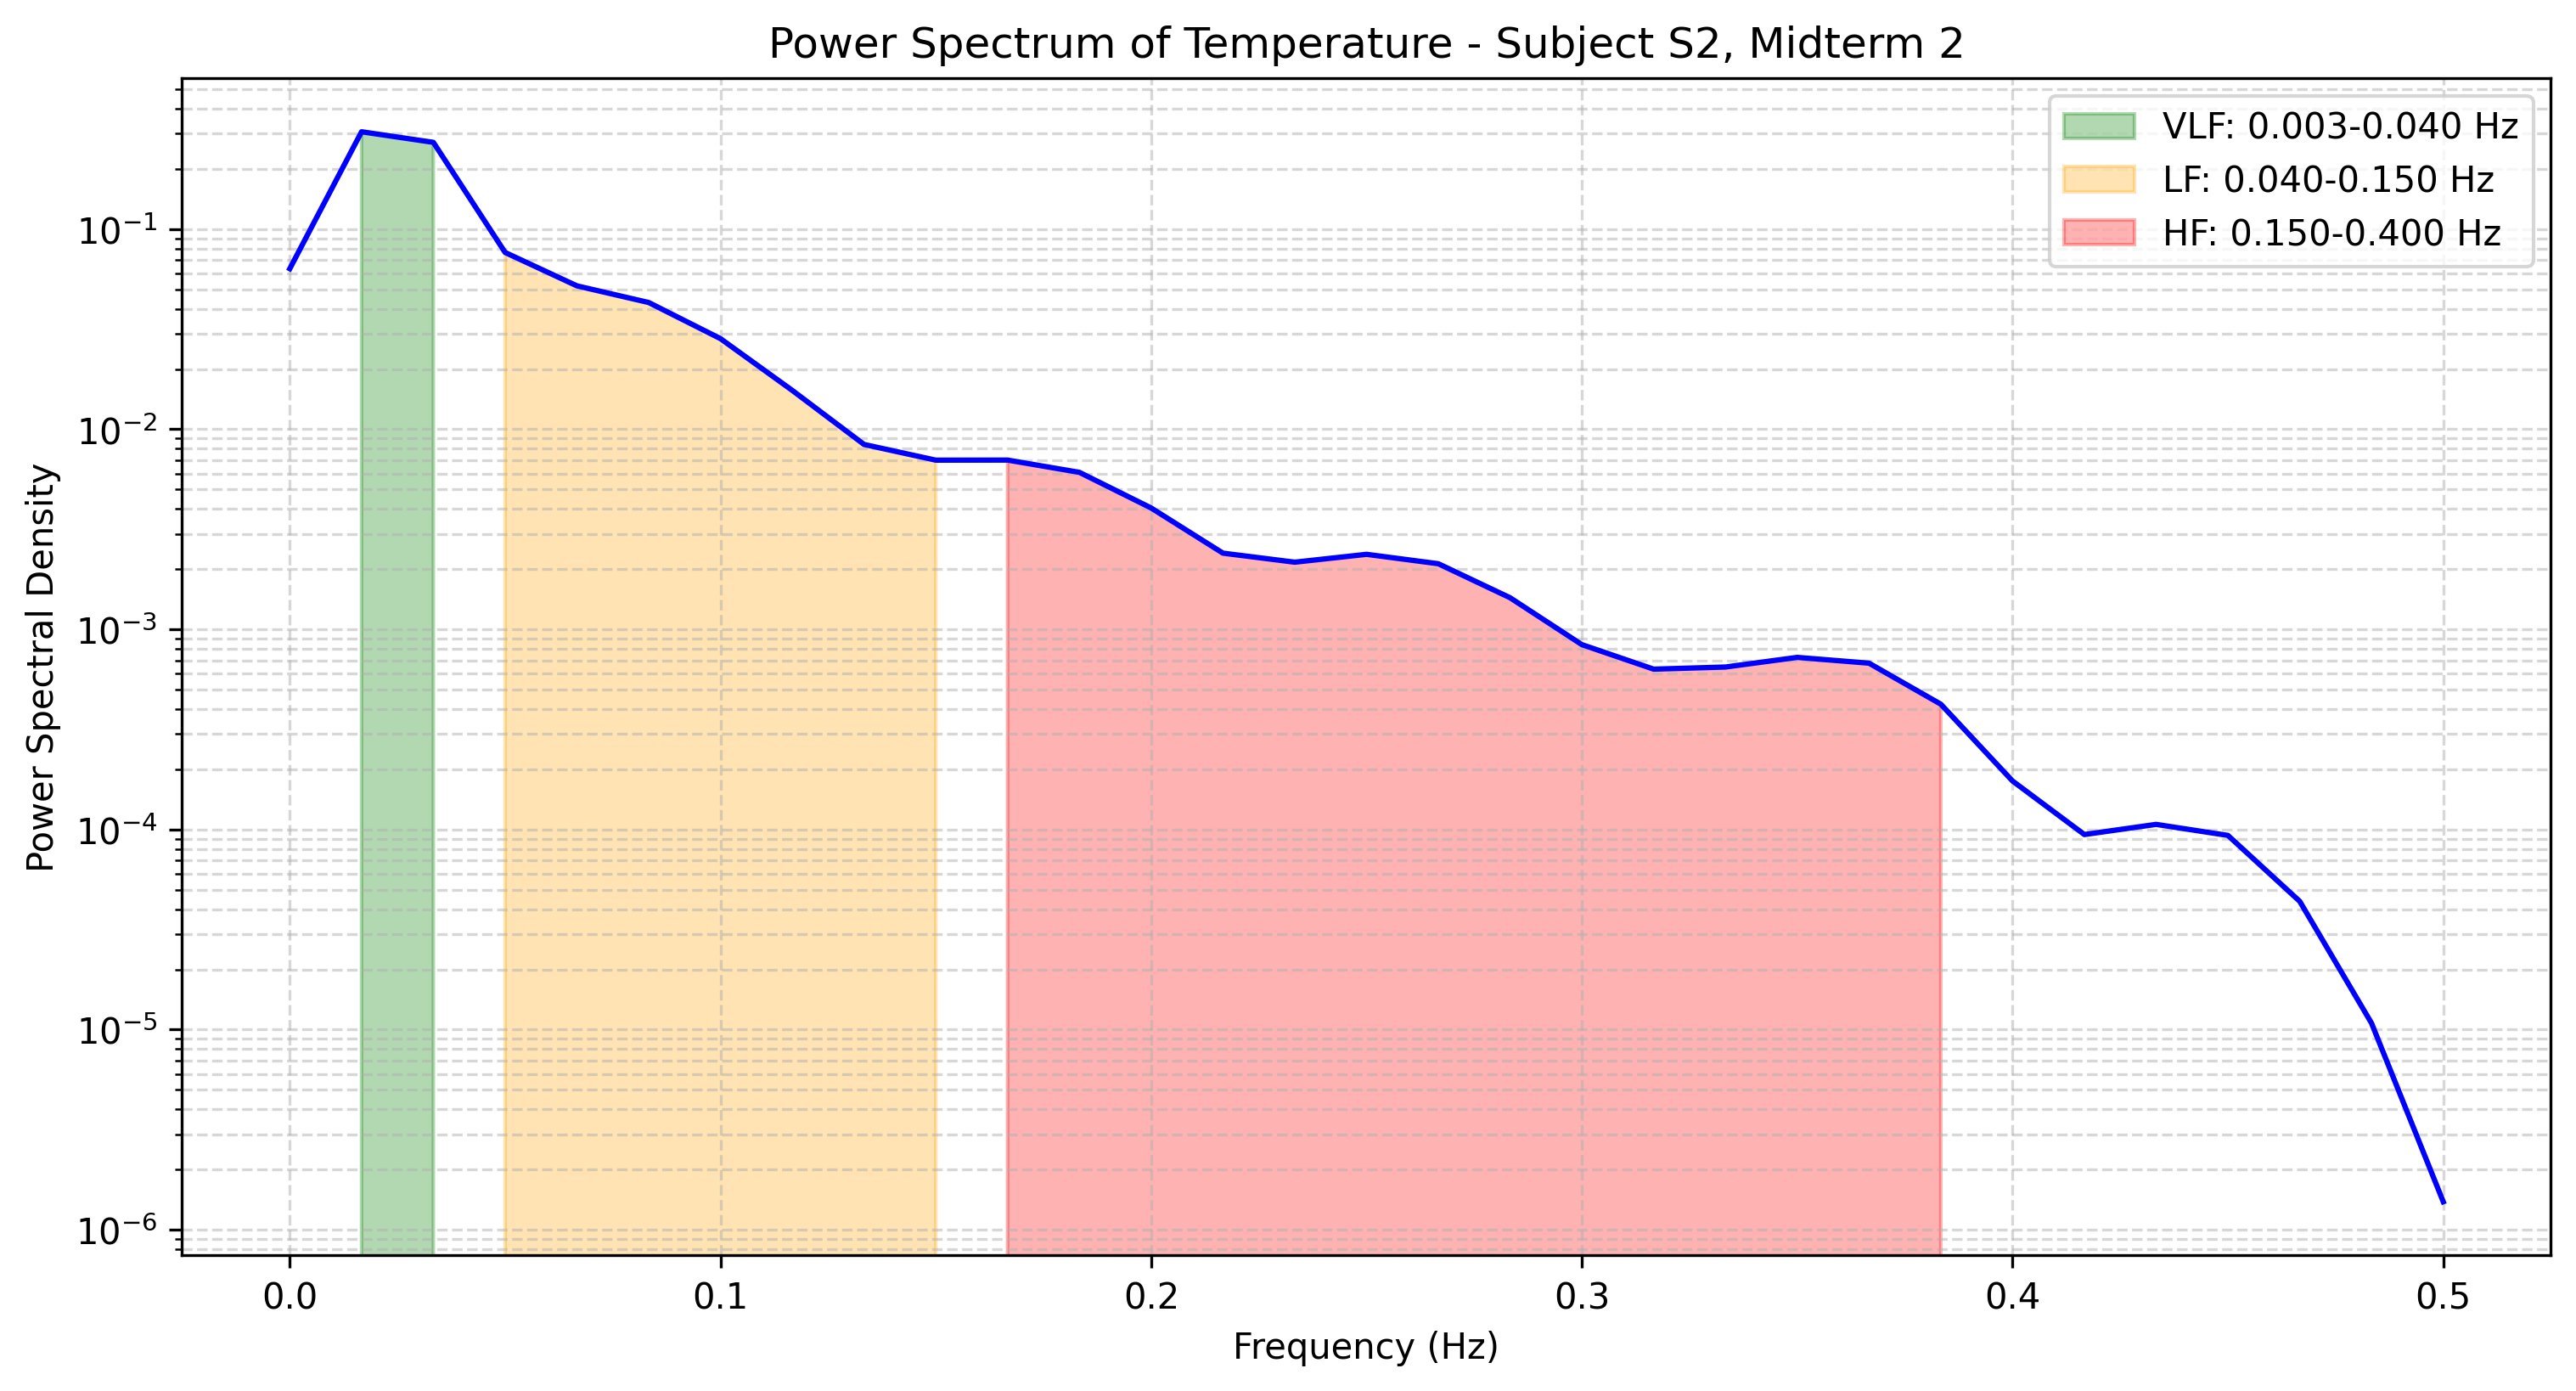 Power Spectrum of Temperature - Subject S2, Midterm 2
VLF: 0.003-0.040 Hz
LF: 0.040-0.150 Hz
HF: 0.150-0.400 Hz
Power Spectral Density
10⁻¹
10⁻²
10⁻³
10⁻⁴
10⁻⁵
10⁻⁶
0.0 0.1 0.2 0.3 0.4 0.5
Frequency (Hz)